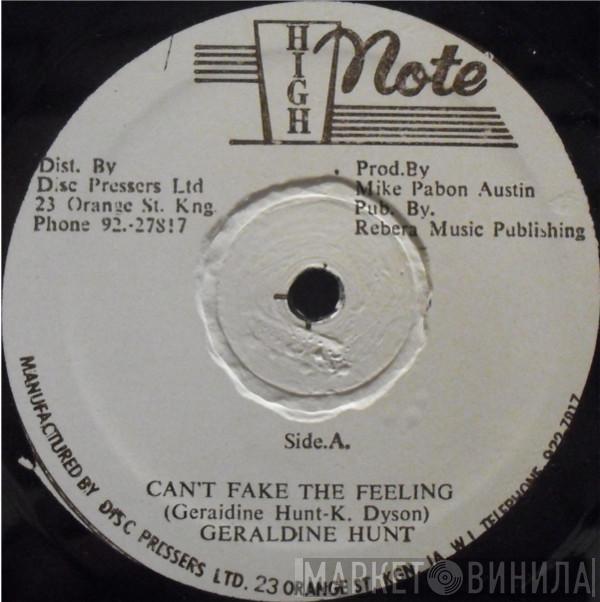 HIGH
Note
Dist. By
Disc Pressers Ltd
23 Orange St. Kng.
Phone 92.-27817
Prod.By
Mike Pabon Austin
Pub. By.
Rebera Music Publishing
Side.A.
CAN'T FAKE THE FEELING
(Geraidine Hunt-K. Dyson)
GERALDINE HUNT
MANUFACTURED BY DISC PRESSERS LTD. 23 ORANGE ST. KGN JA W.I. TELEPHONE 922-7817
МАРКЕТ ВИНИЛА